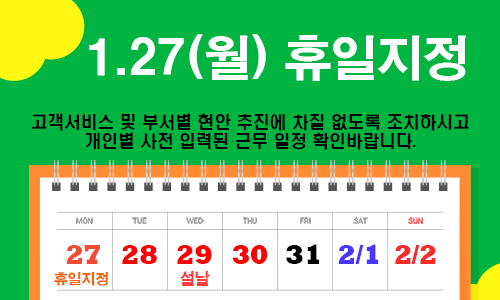 1.27(월) 휴일지정
고객서비스 및 부서별 현안 추진에 차질 없도록 조치하시고
개인별 사전 입력된 근무 일정 확인바랍니다.
MON TUE WED THU FRI SAT SUN
27 28 29 30 31 2/1 2/2
휴일지정 설날